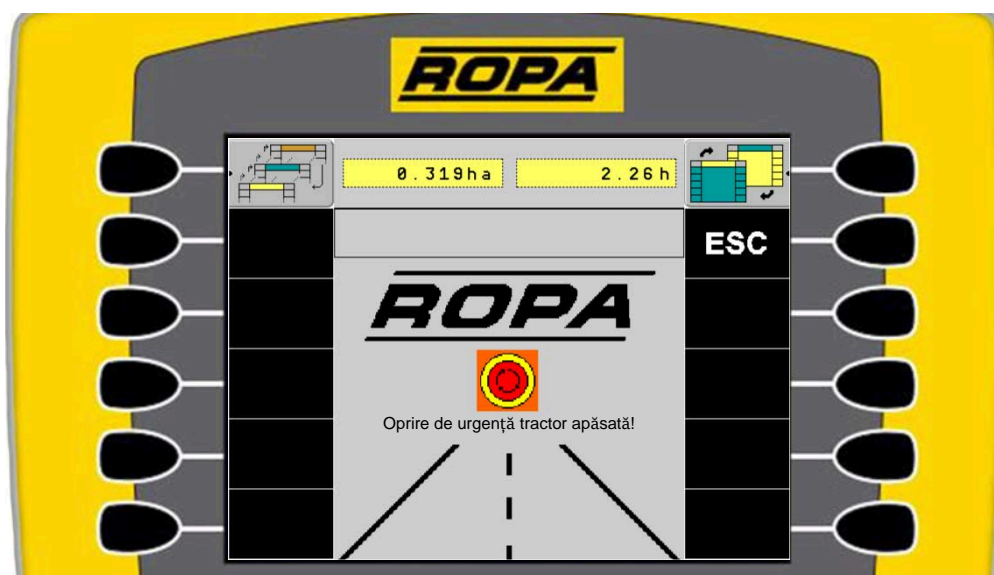 ROPA
0.319ha
2.26h
ESC
ROPA
Oprire de urgență tractor apăsată!